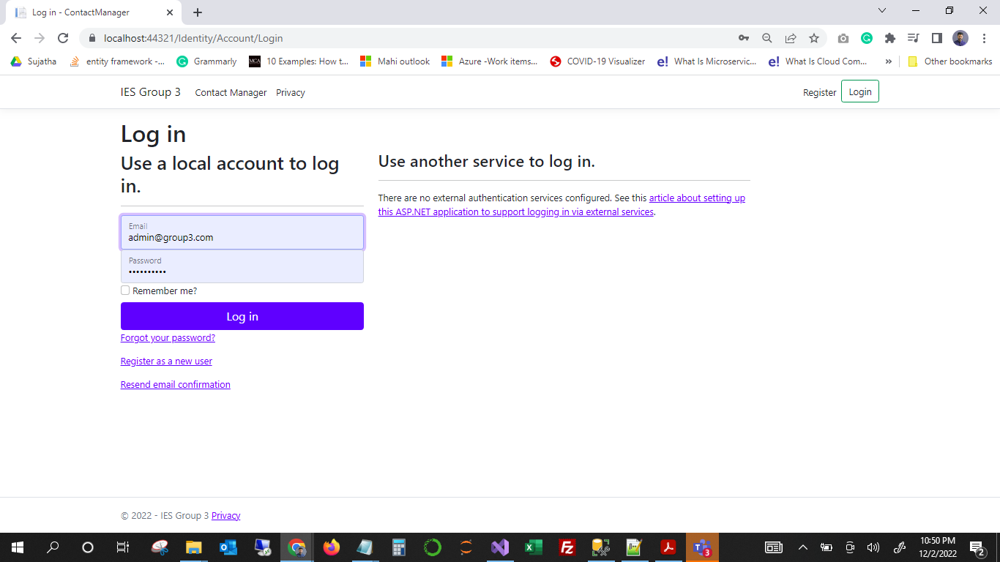 Log in - ContactManager
localhost:44321/Identity/Account/Login
Sujatha
entity framework -...
Grammarly
MCA
10 Examples: How t...
Mahi outlook
Azure -Work items...
COVID-19 Visualizer
e!
What Is Microservic...
e!
What Is Cloud Com...
»
Other bookmarks
IES Group 3
Contact Manager
Privacy
Register
Login
Log in
Use a local account to log
in.
Email
admin@group3.com
Password
••••••••••
Remember me?
Log in
Forgot your password?
Register as a new user
Resend email confirmation
Use another service to log in.
There are no external authentication services configured. See this article about setting up
this ASP.NET application to support logging in via external services.
© 2022 - IES Group 3 Privacy
3
10:50 PM
12/2/2022
2